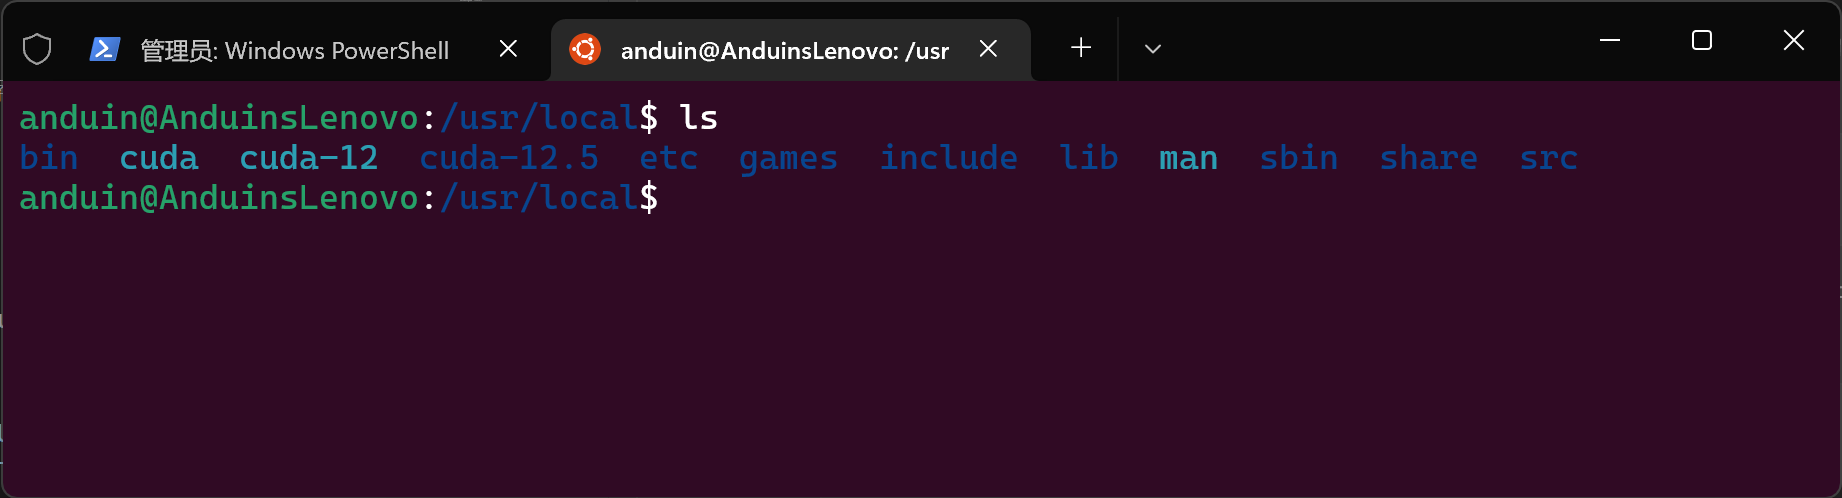 管理员: Windows PowerShell
anduin@AnduinsLenovo: /usr
anduin@AnduinsLenovo:/usr/local$ ls
bin  cuda  cuda-12  cuda-12.5  etc  games  include  lib  man  sbin  share  src
anduin@AnduinsLenovo:/usr/local$